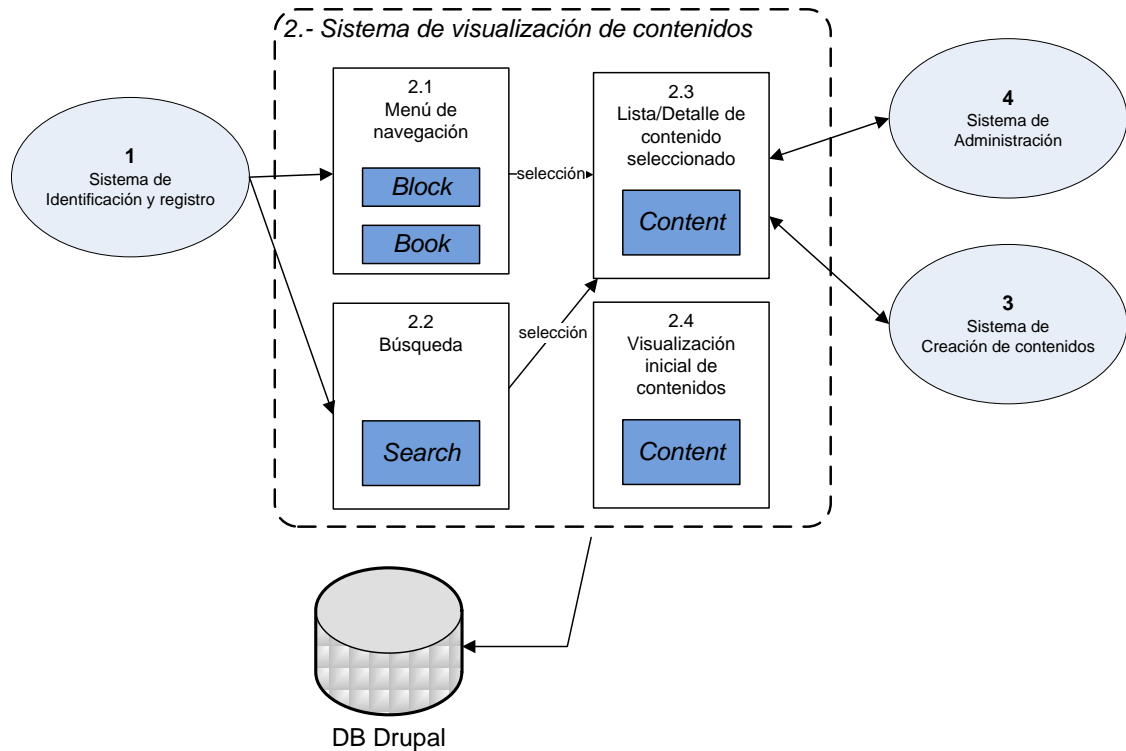 2.- Sistema de visualización de contenidos
1
Sistema de
Identificación y registro
2.1
Menú de
navegación
Block
Book
selección
2.2
Búsqueda
Search
selección
2.3
Lista/Detalle de
contenido
seleccionado
Content
2.4
Visualización
inicial de
contenidos
Content
4
Sistema de
Administración
3
Sistema de
Creación de contenidos
DB Drupal